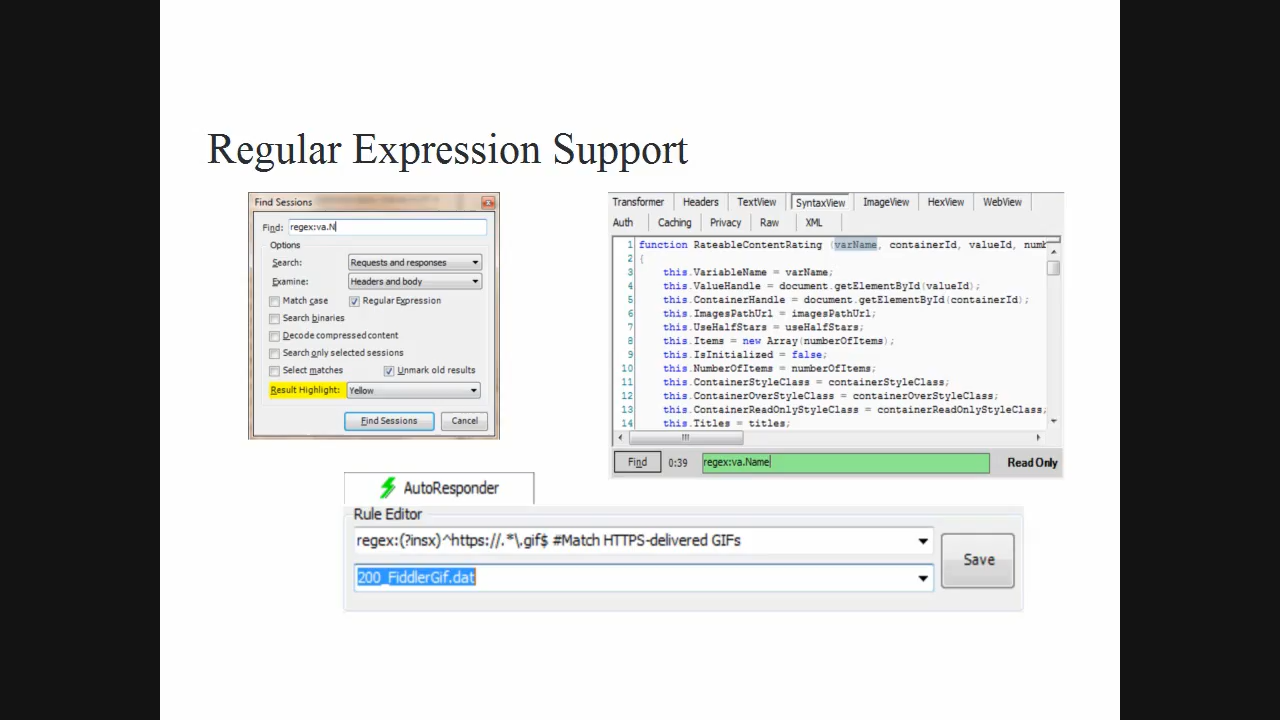 Regular Expression Support
Find Sessions
Find: regex:va.N
Options
Search: Requests and responses
Examine: Headers and body
Match case Regular Expression
Search binaries
Decode compressed content
Search only selected sessions
Select matches Unmark old results
Result Highlight: Yellow
Find Sessions Cancel
Transformer Headers TextView SyntaxView ImageView HexView WebView
Auth Caching Privacy Raw XML
1 function RateableContentRating (varName, containerId, valueId, numb
2 {
3 this.VariableName = varName;
4 this.ValueHandle = document.getElementById(valueId);
5 this.ContainerHandle = document.getElementById(containerId);
6 this.ImagesPathUrl = imagesPathUrl;
7 this.UseHalfStars = useHalfStars;
8 this.Items = new Array(numberOfItems);
9 this.IsInitialized = false;
10 this.NumberOfItems = numberOfItems;
11 this.ContainerStyleClass = containerStyleClass;
12 this.ContainerOverStyleClass = containerOverStyleClass;
13 this.ContainerReadOnlyStyleClass = containerReadOnlyStyleClass;
14 this.Titles = titles;
Find 0:39 regex:va.Name Read Only
AutoResponder
Rule Editor
regex:(?insx)^https://.*\.gif$ #Match HTTPS-delivered GIFs
200_FiddlerGif.dat
Save